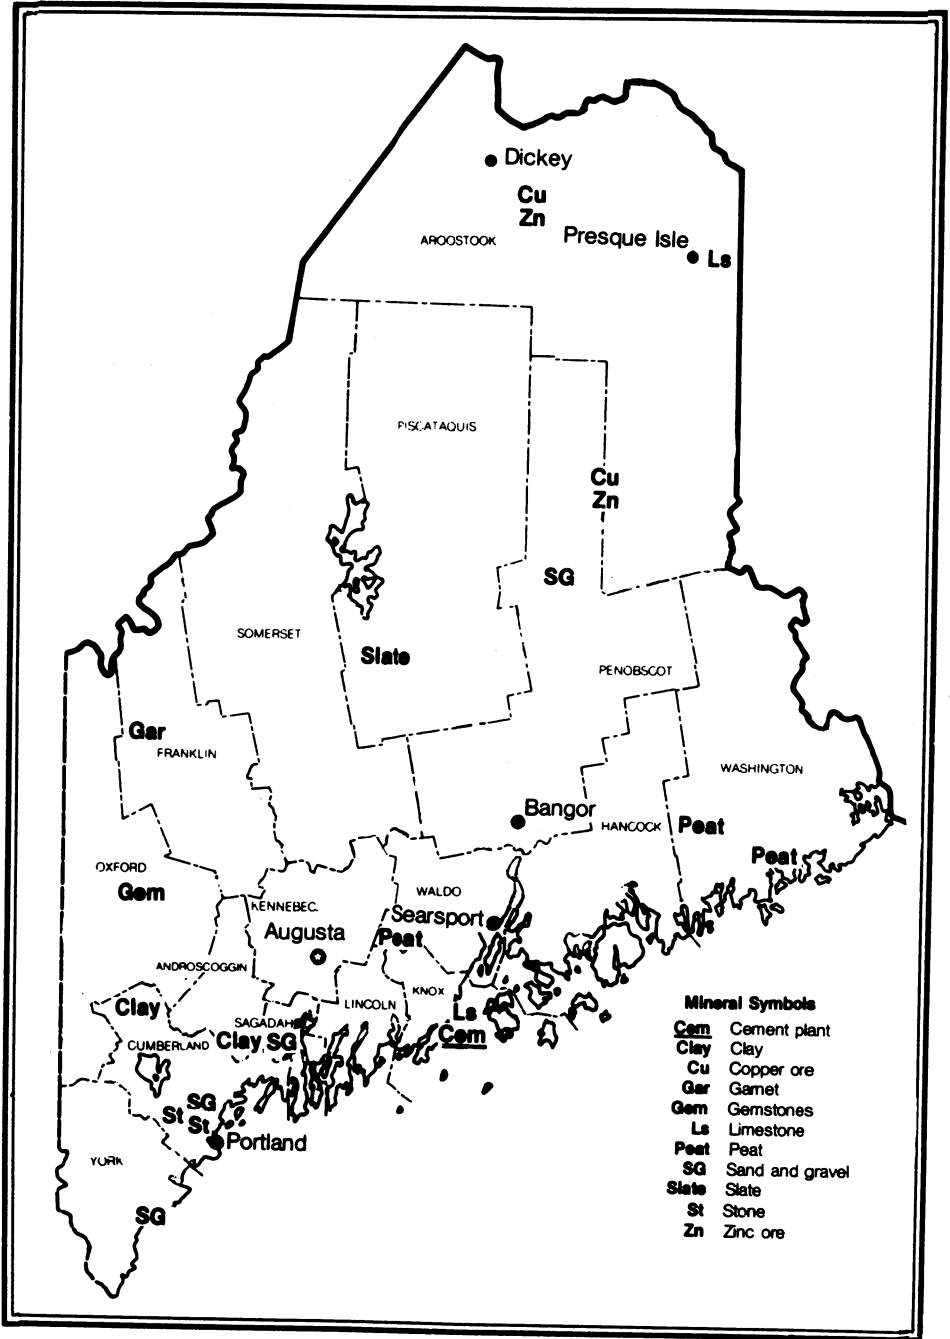 Dickey
Cu
Zn
Presque Isle
AROOSTOOK
Ls
PISCATAQUIS
Cu
Zn
SG
SOMERSET
Slate
PENOBSCOT
Gar
FRANKLIN
WASHINGTON
Bangor
HANCOCK
Peat
Peat
OXFORD
Gem
WALDO
KENNEBEC
Searsport
Augusta
Peat
ANDROSCOGGIN
KNOX
LINCOLN
Clay
Ls
SAGADAH
Clay SG
Cem
CUMBERLAND
SG
St
St
Portland
YORK
SG
Mineral Symbols
Cem Cement plant
Clay Clay
Cu Copper ore
Gar Garnet
Gem Gemstones
Ls Limestone
Peat Peat
SG Sand and gravel
Slate Slate
St Stone
Zn Zinc ore